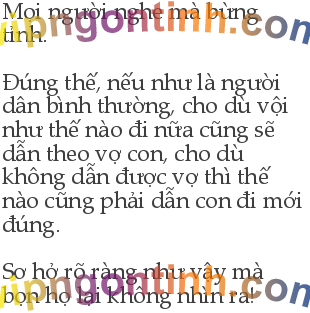 Mọi người nghe mà bừng
tỉnh.
vipngontinh.com
Đúng thế, nếu như là người
dân bình thường, cho dù vội
như thế nào đi nữa cũng sẽ
dẫn theo vợ con, cho dù
không dẫn được vợ thì thế
nào cũng phải dẫn con đi mới
đúng.
Sơ hở rõ ràng như vậy mà
bọn họ lại không nhìn ra!
vipngontinh.com